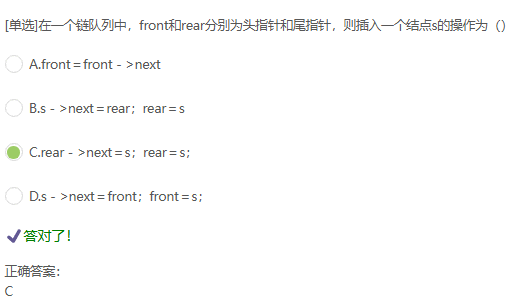 [单选]在一个链队列中，front和rear分别为头指针和尾指针，则插入一个结点s的操作为（）
A.front＝front－>next
B.s－>next＝rear；rear＝s
C.rear－>next＝s；rear＝s；
D.s－>next＝front；front＝s；
答对了！
正确答案：
C